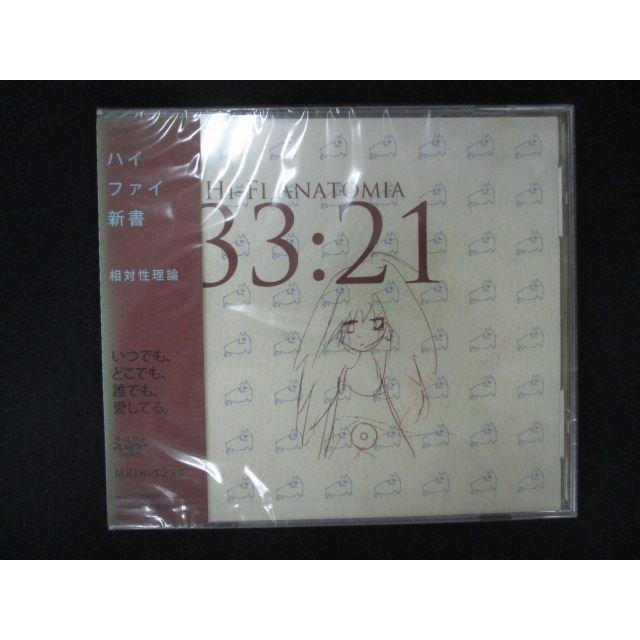 ハイ
ファイ
新書
相対性理論
いつでも、
どこでも、
誰でも、
愛してる。
HI-FI ANATOMIA
33:21